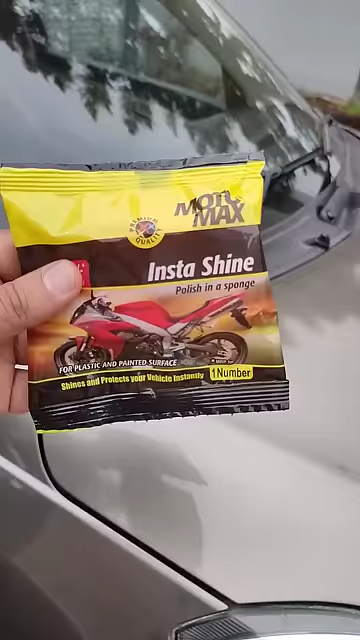 MOTO
MAX
PREMIUM
QUALITY
Insta Shine
Polish in a sponge
FOR PLASTIC AND PAINTED SURFACE
Shines and Protects your Vehicle Instantly
1 Number